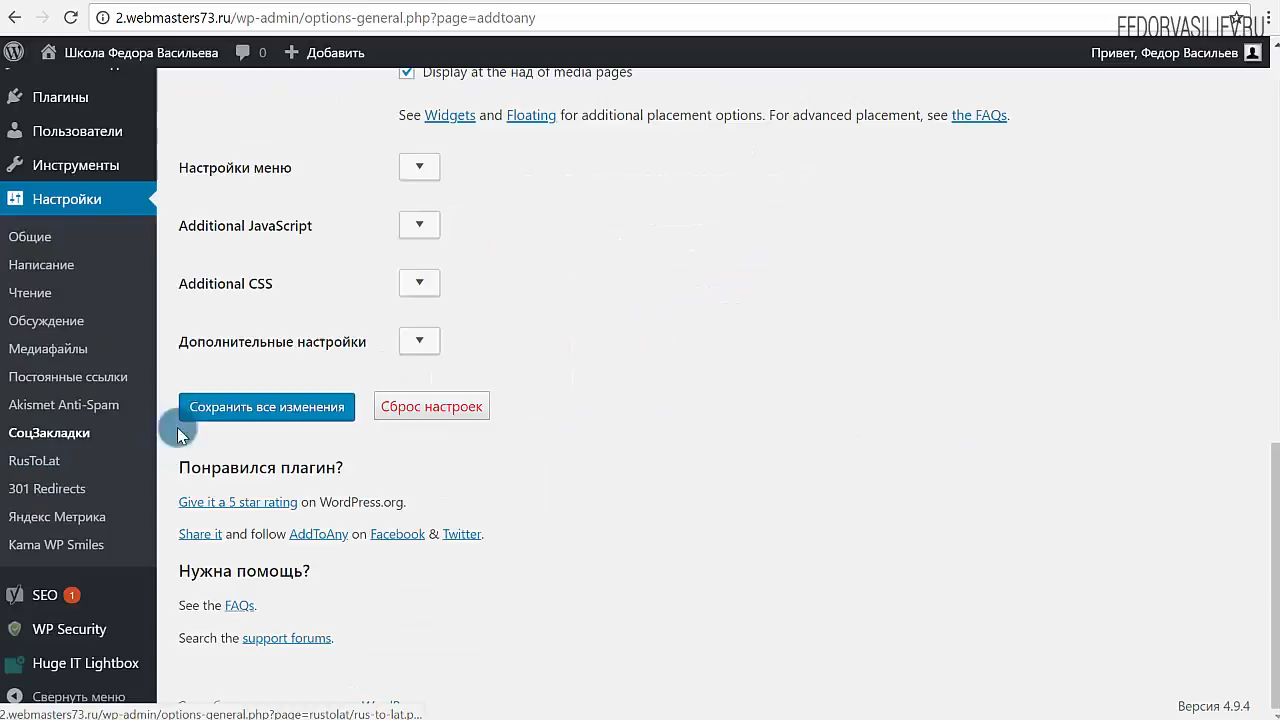 2.webmasters73.ru/wp-admin/options-general.php?page=addtoany
FEDORVASILIEV.RU
Школа Федора Васильева
0
Добавить
Привет, Федор Васильев
Плагины
Пользователи
Инструменты
Настройки
Общие
Написание
Чтение
Обсуждение
Медиафайлы
Постоянные ссылки
Akismet Anti-Spam
СоцЗакладки
RusToLat
301 Redirects
Яндекс Метрика
Kama WP Smiles
SEO 1
WP Security
Huge IT Lightbox
Свернуть меню
Display at the над of media pages
See Widgets and Floating for additional placement options. For advanced placement, see the FAQs.
Настройки меню
Additional JavaScript
Additional CSS
Дополнительные настройки
Сохранить все изменения
Сброс настроек
Понравился плагин?
Give it a 5 star rating on WordPress.org.
Share it and follow AddToAny on Facebook & Twitter.
Нужна помощь?
See the FAQs.
Search the support forums.
Версия 4.9.4
2.webmasters73.ru/wp-admin/options-general.php?page=rustolat/rus-to-lat.p...